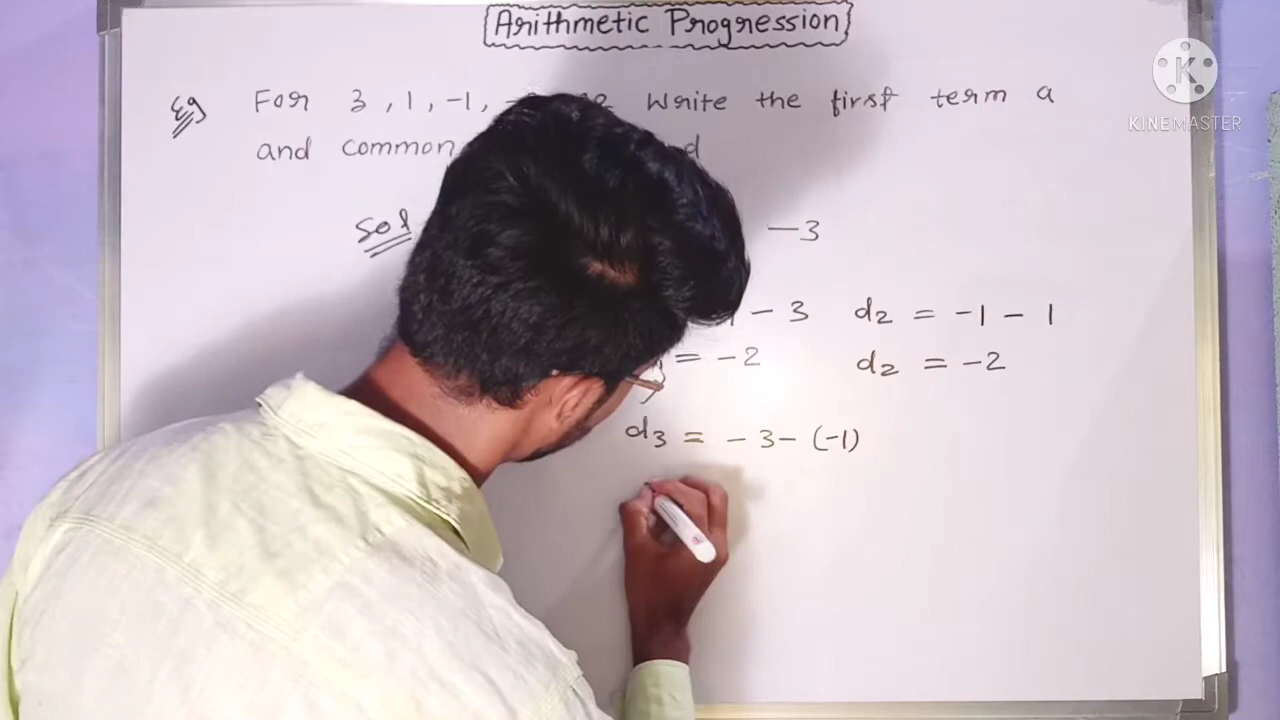 Arithmetic Progression
Eg For 3, 1, -1, write the first term a
and common d
Sol -3
- 3 d2 = -1 - 1
= -2 d2 = -2
d3 = -3-(-1)
K
KINEMASTER